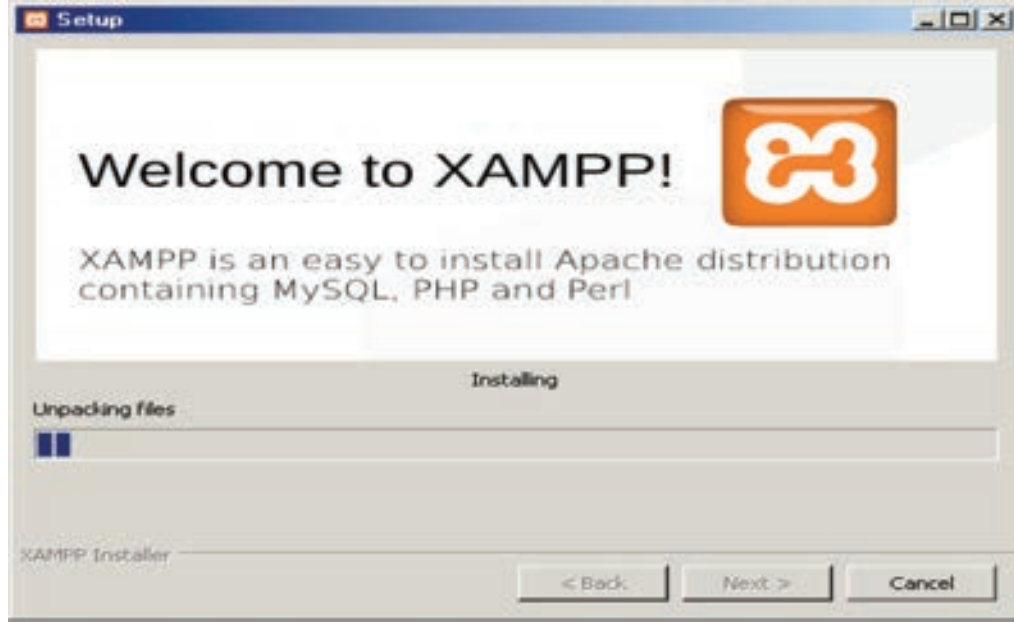 Setup
Welcome to XAMPP!
XAMPP is an easy to install Apache distribution
containing MySQL, PHP and Perl
Installing
Unpacking files
XAMPP Installer
< Back
Next >
Cancel